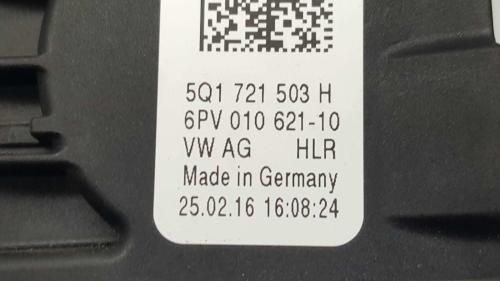 5Q1 721 503 H
6PV 010 621-10
VW AG HLR
Made in Germany
25.02.16 16:08:24